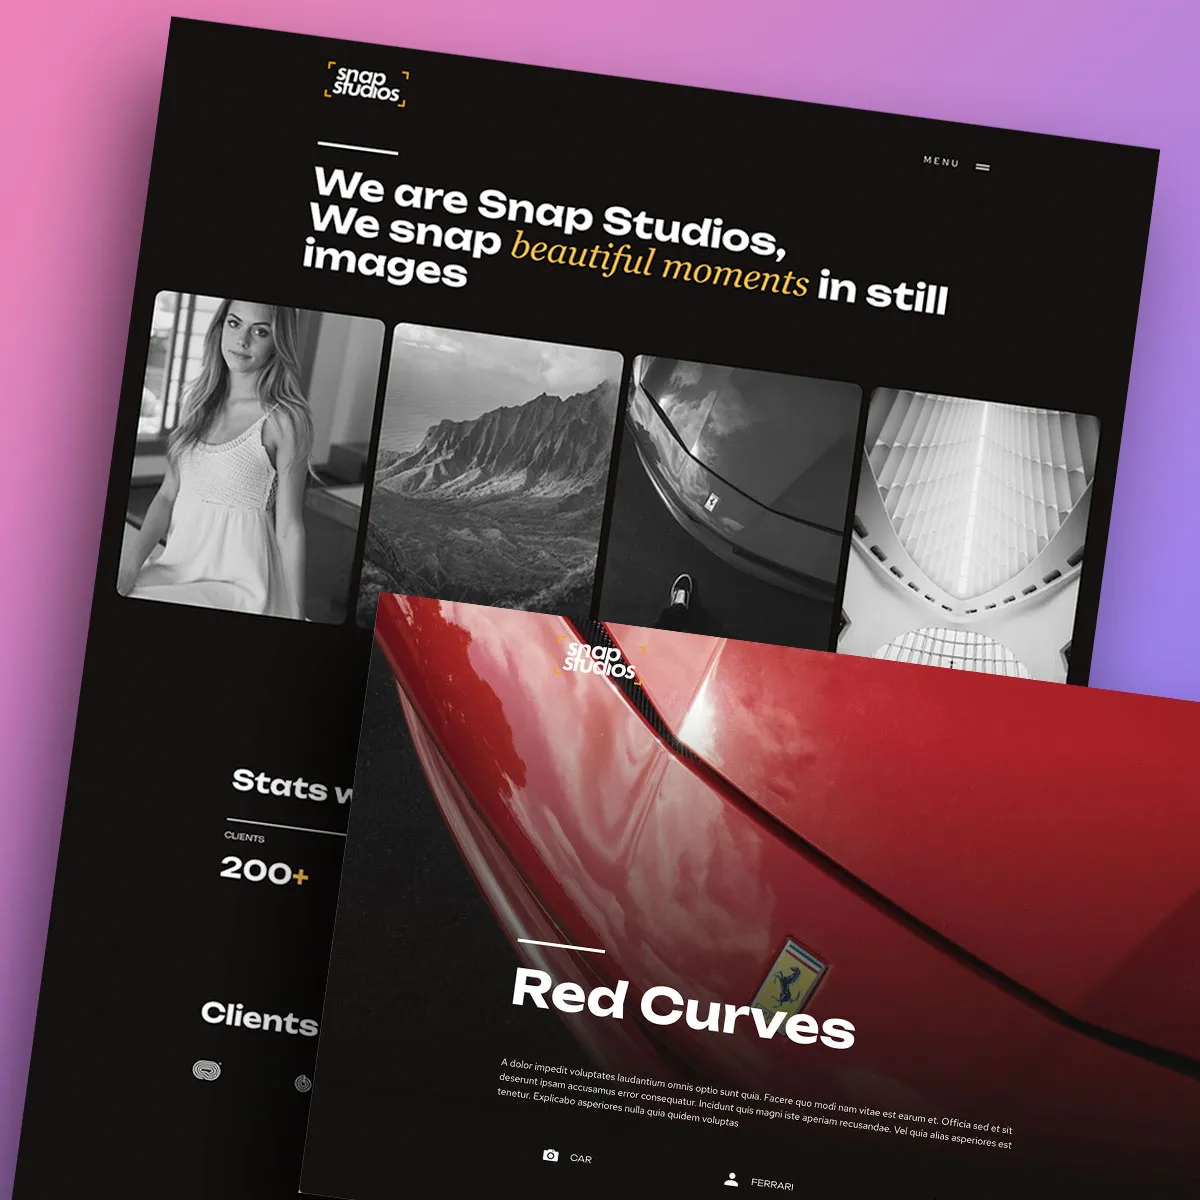 snap
studios
MENU
We are Snap Studios,
We snap beautiful moments in still
images
Stats
CLIENTS
200+
Clients
snap
studios
Red Curves
A dolor impedit voluptates laudantium omnis optio sunt quia. Facere quo modi nam vitae est earum et. Officia sed et sit
deserunt ipsam accusamus error consequatur. Incidunt quis magni iste aperiam recusandae. Vel quia alias asperiores est
tenetur. Explicabo asperiores nulla quia quidem voluptas
CAR
FERRARI